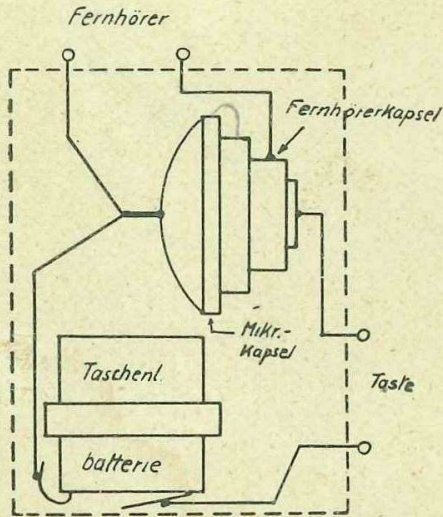 Fernhörer
Fernhörerkapsel
Mikr.-
Kapsel
Taschenl.
Taste
batterie